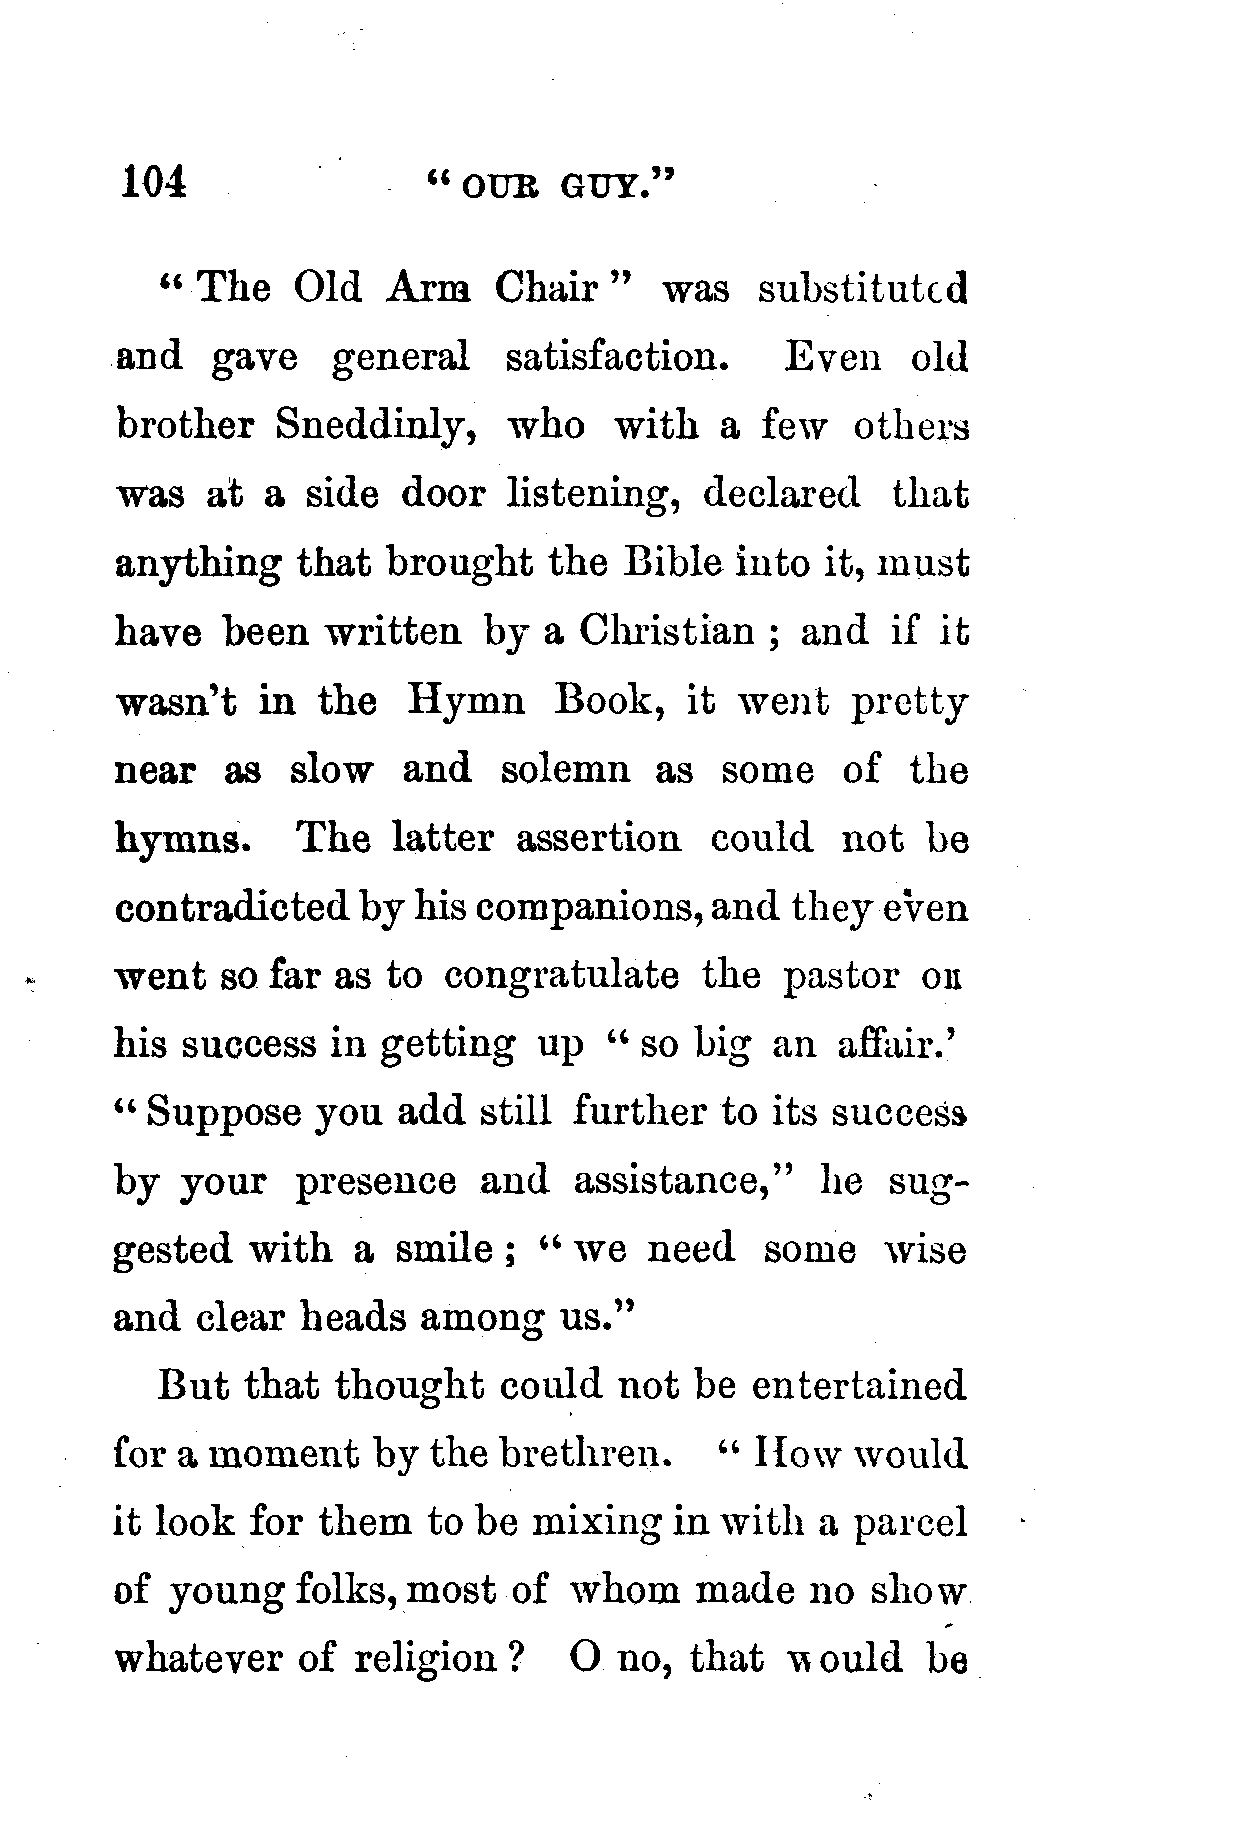 104 “ OUR GUY.”
“ The Old Arm Chair ” was substituted
and gave general satisfaction. Even old
brother Sneddinly, who with a few others
was at a side door listening, declared that
anything that brought the Bible into it, must
have been written by a Christian ; and if it
wasn’t in the Hymn Book, it went pretty
near as slow and solemn as some of the
hymns. The latter assertion could not be
contradicted by his companions, and they even
went so far as to congratulate the pastor on
his success in getting up “ so big an affair.’
“ Suppose you add still further to its success
by your presence and assistance,” he sug-
gested with a smile ; “ we need some wise
and clear heads among us.”
But that thought could not be entertained
for a moment by the brethren. “ How would
it look for them to be mixing in with a parcel
of young folks, most of whom made no show
whatever of religion ? O no, that would be